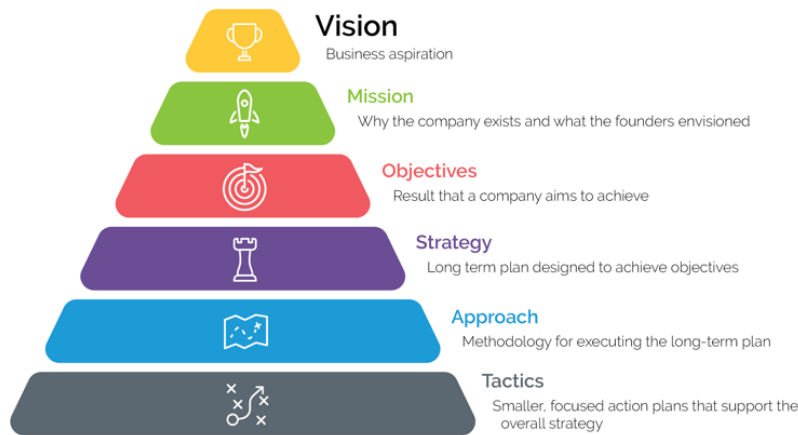 Vision
Business aspiration
Mission
Why the company exists and what the founders envisioned
Objectives
Result that a company aims to achieve
Strategy
Long term plan designed to achieve objectives
Approach
Methodology for executing the long-term plan
Tactics
Smaller, focused action plans that support the
overall strategy